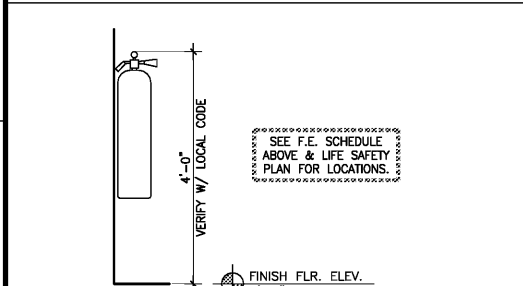 4'-0"
VERIFY W/ LOCAL CODE
SEE F.E. SCHEDULE
ABOVE & LIFE SAFETY
PLAN FOR LOCATIONS.
FINISH FLR. ELEV.